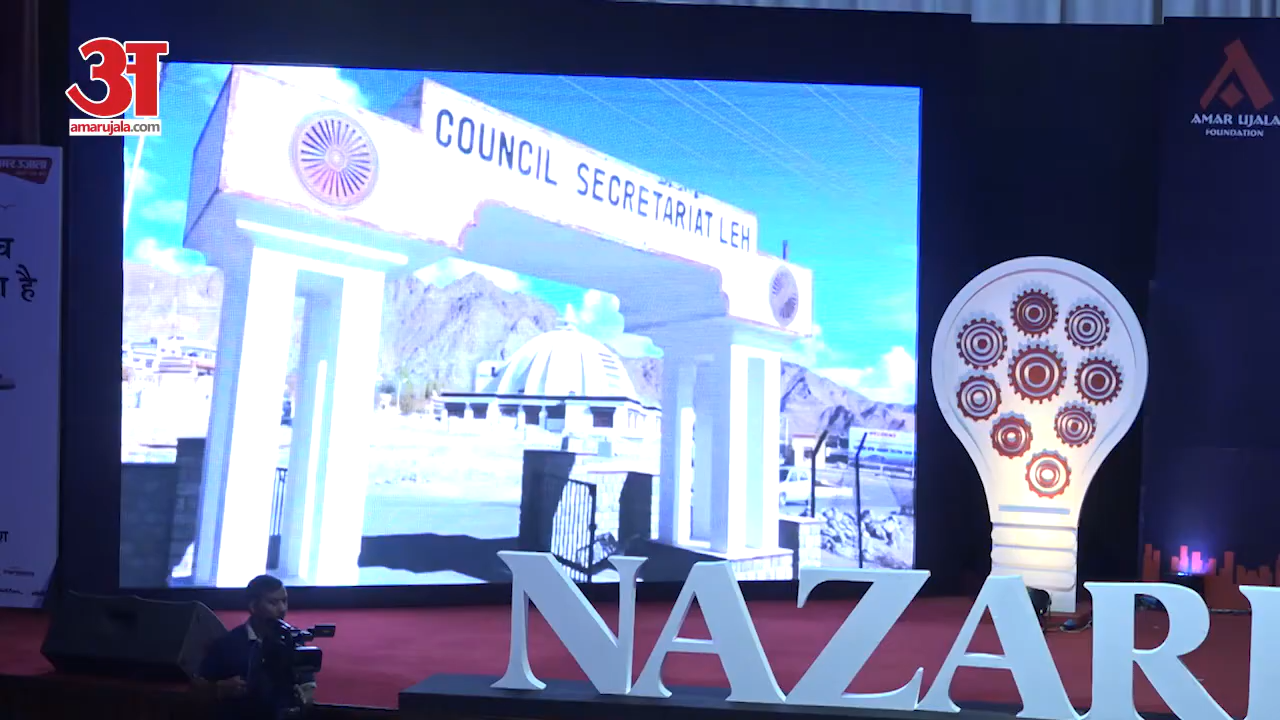 अ
amarujala.com
COUNCIL SECRETARIAT LEH
AMAR UJALA
FOUNDATION
है
NAZARI